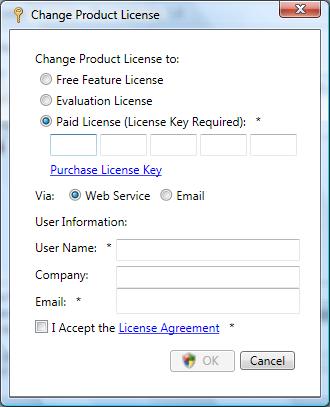 Change Product License
Change Product License to:
Free Feature License
Evaluation License
Paid License (License Key Required): *
Purchase License Key
Via: Web Service Email
User Information:
User Name: *
Company:
Email: *
I Accept the License Agreement *
OK Cancel